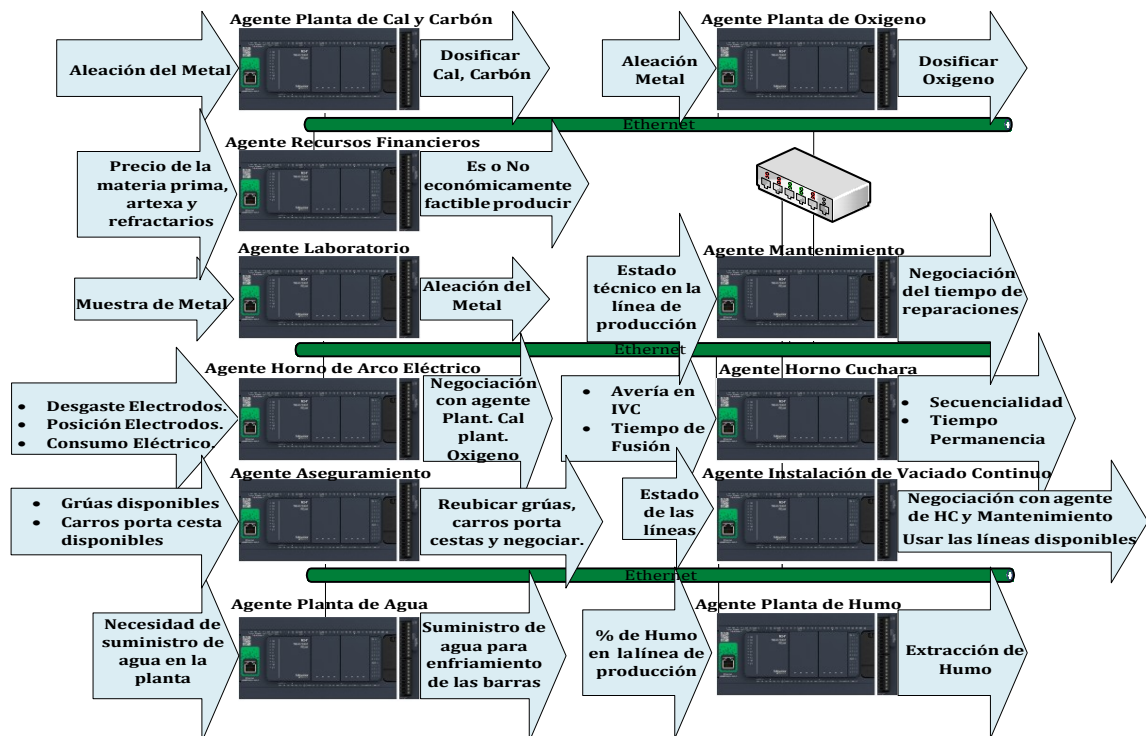 Agente Planta de Cal y Carbón
Aleación del Metal
Dosificar
Cal, Carbón
Agente Planta de Oxigeno
Aleación
Metal
Dosificar
Oxigeno
Ethernet
Agente Recursos Financieros
Precio de la
materia prima,
artexa y
refractarios
Es o No
económicamente
factible producir
Agente Laboratorio
Muestra de Metal
Aleación del
Metal
Agente Mantenimiento
Estado
técnico en la
línea de
producción
Negociación
del tiempo de
reparaciones
Ethernet
Agente Horno de Arco Eléctrico
• Desgaste Electrodos.
• Posición Electrodos.
• Consumo Eléctrico.
Negociación
con agente
Plant. Cal
plant.
Oxigeno
Agente Horno Cuchara
• Avería en
IVC
• Tiempo de
Fusión
• Secuencialidad
• Tiempo
Permanencia
Agente Aseguramiento
• Grúas disponibles
• Carros porta cesta
disponibles
Reubicar grúas,
carros porta
cestas y negociar.
Agente Instalación de Vaciado Continuo
Estado
de las
líneas
Negociación con agente
de HC y Mantenimiento
Usar las líneas disponibles
Ethernet
Agente Planta de Agua
Necesidad de
suministro de
agua en la
planta
Suministro de
agua para
enfriamiento
de las barras
Agente Planta de Humo
% de Humo
en la línea de
producción
Extracción de
Humo